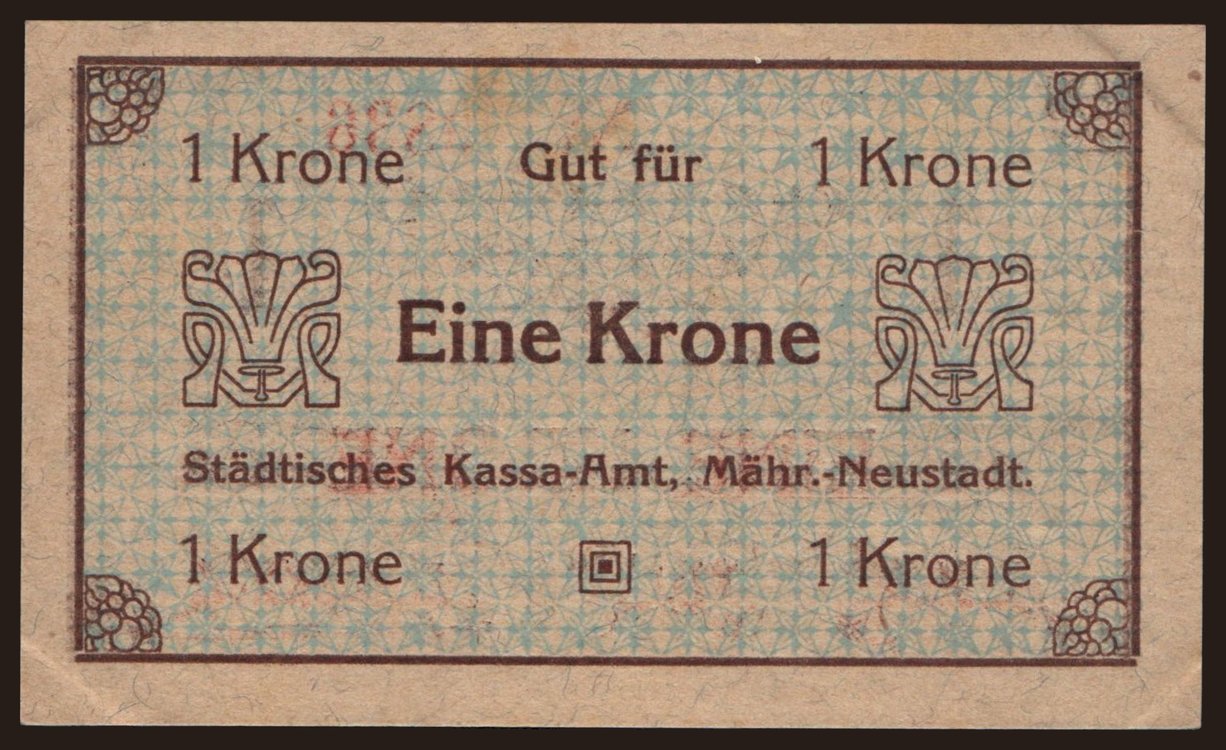 1 Krone Gut für 1 Krone
Eine Krone
Städtisches Kassa-Amt, Mähr.-Neustadt.
1 Krone 1 Krone